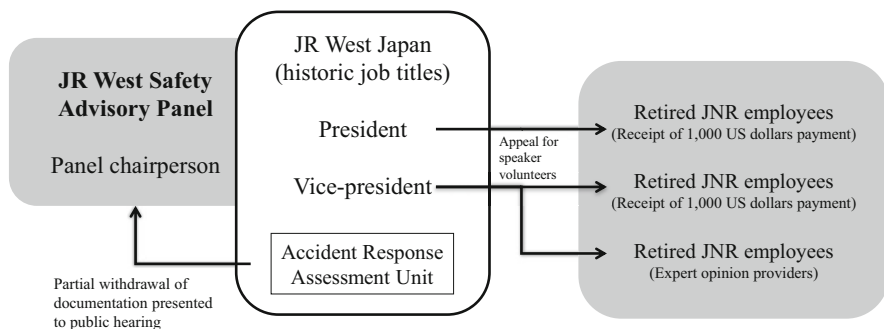 JR West Safety
Advisory Panel
Panel chairperson
JR West Japan
(historic job titles)
President
Vice-president
Accident Response
Assessment Unit
Appeal for
speaker
volunteers
Retired JNR employees
(Receipt of 1,000 US dollars payment)
Retired JNR employees
(Receipt of 1,000 US dollars payment)
Retired JNR employees
(Expert opinion providers)
Partial withdrawal of
documentation presented
to public hearing